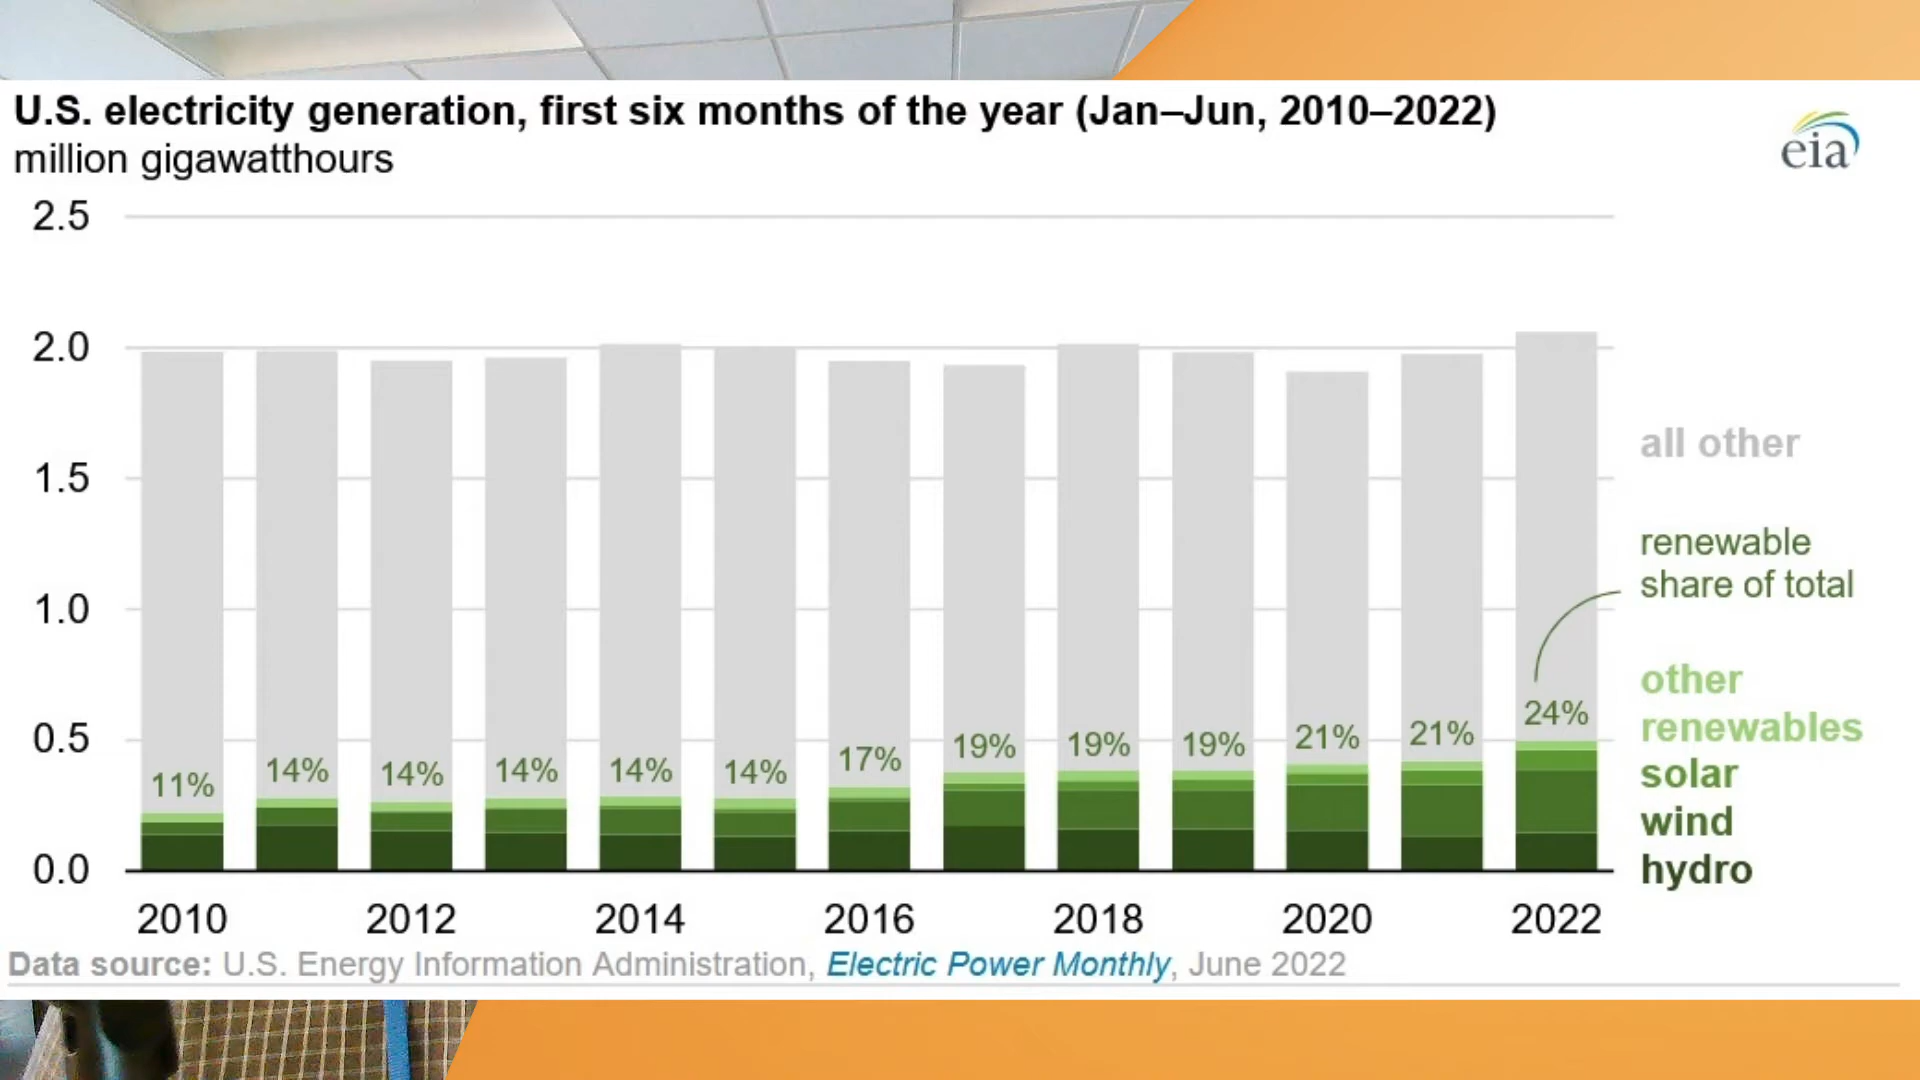 U.S. electricity generation, first six months of the year (Jan–Jun, 2010–2022)
million gigawatthours
eia
2.5
2.0
1.5
1.0
0.5
0.0
11%
14%
14%
14%
14%
14%
17%
19%
19%
19%
21%
21%
24%
all other
renewable
share of total
other
renewables
solar
wind
hydro
2010
2012
2014
2016
2018
2020
2022
Data source: U.S. Energy Information Administration, Electric Power Monthly, June 2022